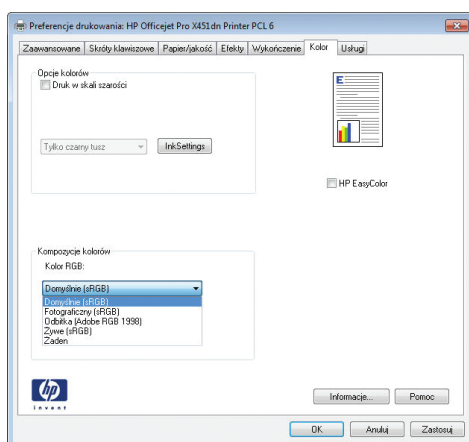 Preferencje drukowania: HP Officejet Pro X451dn Printer PCL 6
Zaawansowane Skróty klawiszowe Papier/jakość Efekty Wykończenie Kolor Usługi
Opcje kolorów
Druk w skali szarości
Tylko czarny tusz InkSettings
E
HP EasyColor
Kompozycje kolorów
Kolor RGB:
Domyślnie (sRGB)
Domyślnie (sRGB)
Fotograficzny (sRGB)
Odbitka (Adobe RGB 1998)
Żywe (sRGB)
Żaden
hp
invent
Informacje... Pomoc
OK Anuluj Zastosuj